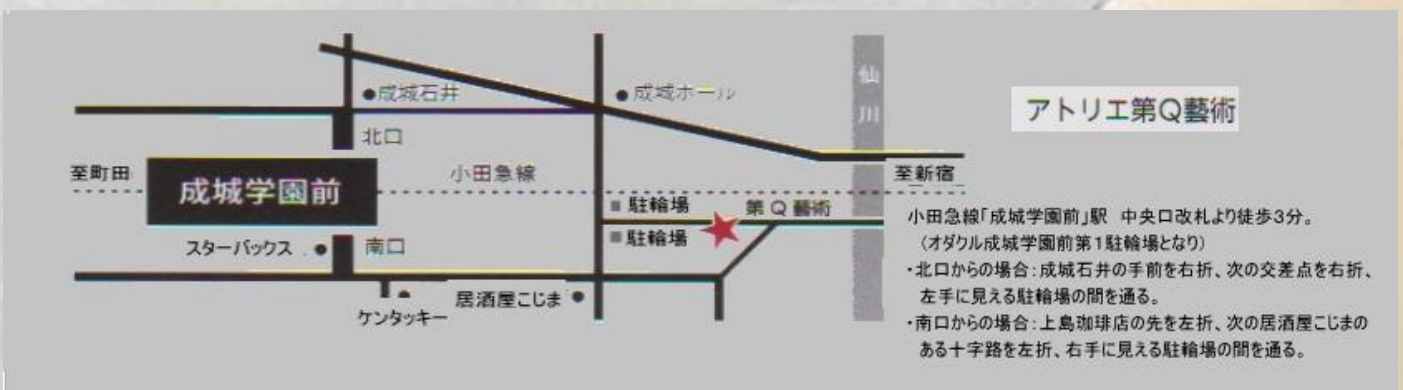 成城石井
成城ホール
仙川
アトリエ第Q藝術
北口
至町田
小田急線
至新宿
成城学園前
駐輪場
第Q藝術
駐輪場
スターバックス
南口
居酒屋こじま
ケンタッキー
小田急線「成城学園前」駅 中央口改札より徒歩3分。
(オダクル成城学園前第1駐輪場となり)
・北口からの場合:成城石井の手前を右折、次の交差点を右折、
左手に見える駐輪場の間を通る。
・南口からの場合:上島珈琲店の先を左折、次の居酒屋こじまの
ある十字路を左折、右手に見える駐輪場の間を通る。